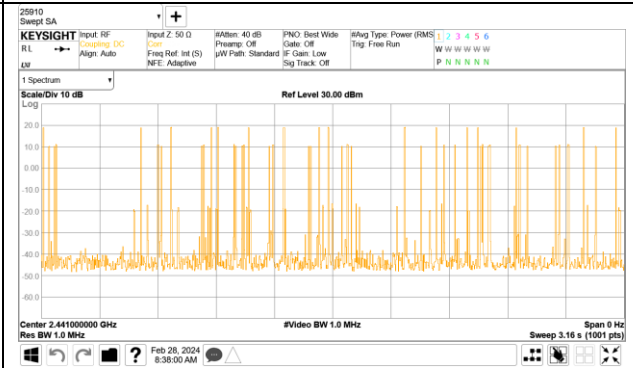 25910
Swept SA
KEYSIGHT Input: RF Input Z: 50 Ω #Atten: 40 dB PNO: Best Wide #Avg Type: Power (RMS 1 2 3 4 5 6
RL Coupling: DC Corr Preamp: Off Gate: Off Trig: Free Run W W W W W W
Align: Auto Freq Ref: Int (S) µW Path: Standard IF Gain: Low P N N N N N
NFE: Adaptive Sig Track: Off
1 Spectrum
Scale/Div 10 dB Ref Level 30.00 dBm
Log
20.0
10.0
0.00
-10.0
-20.0
-30.0
-40.0
-50.0
-60.0
Center 2.441000000 GHz #Video BW 1.0 MHz Span 0 Hz
Res BW 1.0 MHz Sweep 3.16 s (1001 pts)
? Feb 28, 2024
8:38:00 AM